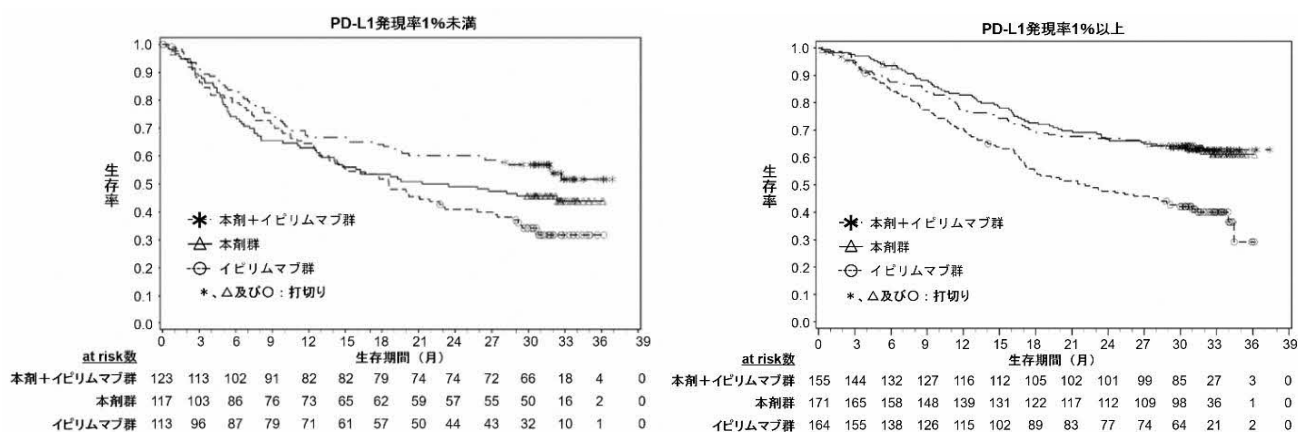 PD-L1発現率1%未満
1.0
0.9
0.8
0.7
0.6
0.5
0.4
0.3
0.2
0.1
0.0
生存率
本剤+イピリムマブ群
本剤群
イピリムマブ群
*、△及び○:打切り
0 3 6 9 12 15 18 21 24 27 30 33 36 39
生存期間(月)
at risk数
本剤+イピリムマブ群 123 113 102 91 82 82 79 74 74 72 66 18 4 0
本剤群 117 103 86 76 73 65 62 59 57 55 50 16 2 0
イピリムマブ群 113 96 87 79 71 61 57 50 44 43 32 10 1 0
PD-L1発現率1%以上
1.0
0.9
0.8
0.7
0.6
0.5
0.4
0.3
0.2
0.1
0.0
生存率
本剤+イピリムマブ群
本剤群
イピリムマブ群
*、△及び○:打切り
0 3 6 9 12 15 18 21 24 27 30 33 36 39
生存期間(月)
at risk数
本剤+イピリムマブ群 155 144 132 127 116 112 105 102 101 99 85 27 3 0
本剤群 171 165 158 148 139 131 122 117 112 109 98 36 1 0
イピリムマブ群 164 155 138 126 115 102 89 83 77 74 64 21 2 0